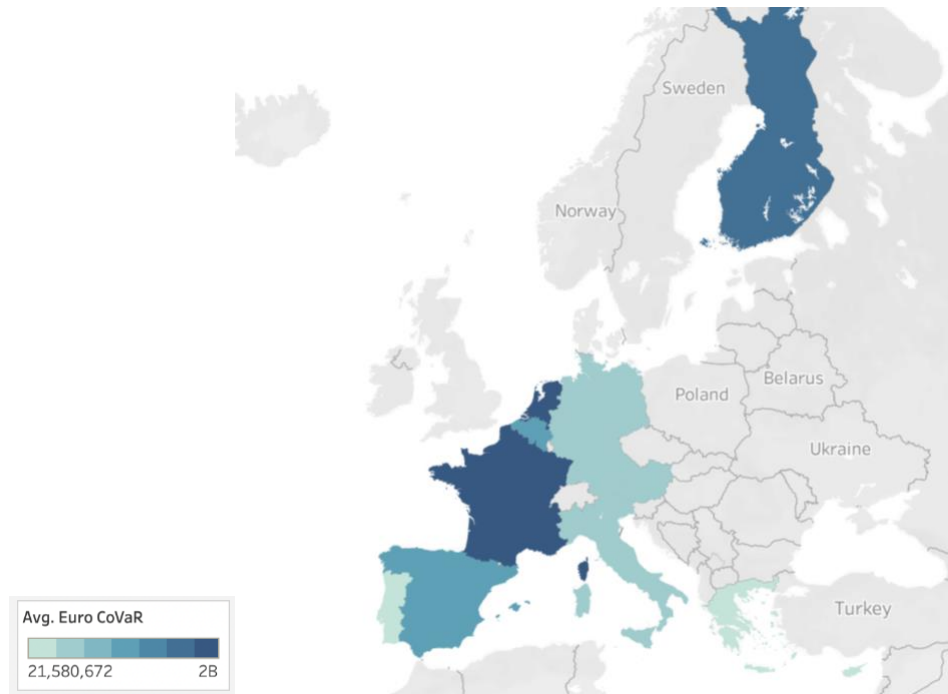 Sweden
Norway
Poland
Belarus
Ukraine
Turkey
Avg. Euro CoVaR
21,580,672 2B